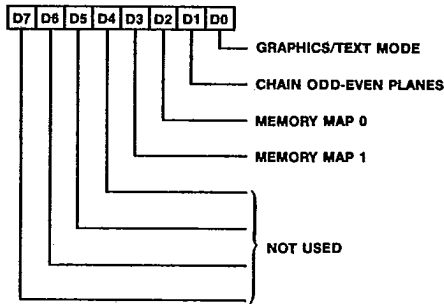 D7 D6 D5 D4 D3 D2 D1 D0
GRAPHICS/TEXT MODE
CHAIN ODD-EVEN PLANES
MEMORY MAP 0
MEMORY MAP 1
NOT USED